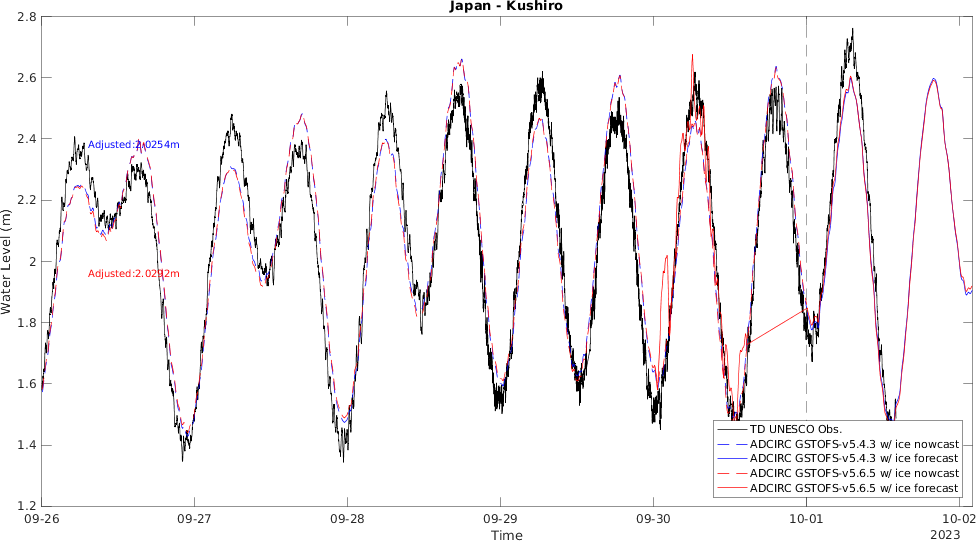 Japan - Kushiro
2.8
2.6
2.4
2.2
2
1.8
1.6
1.4
1.2
Water Level (m)
Adjusted:2.0254m
Adjusted:2.0292m
TD UNESCO Obs.
ADCIRC GSTOFS-v5.4.3 w/ ice nowcast
ADCIRC GSTOFS-v5.4.3 w/ ice forecast
ADCIRC GSTOFS-v5.6.5 w/ ice nowcast
ADCIRC GSTOFS-v5.6.5 w/ ice forecast
09-26 09-27 09-28 09-29 09-30 10-01 10-02
Time
2023